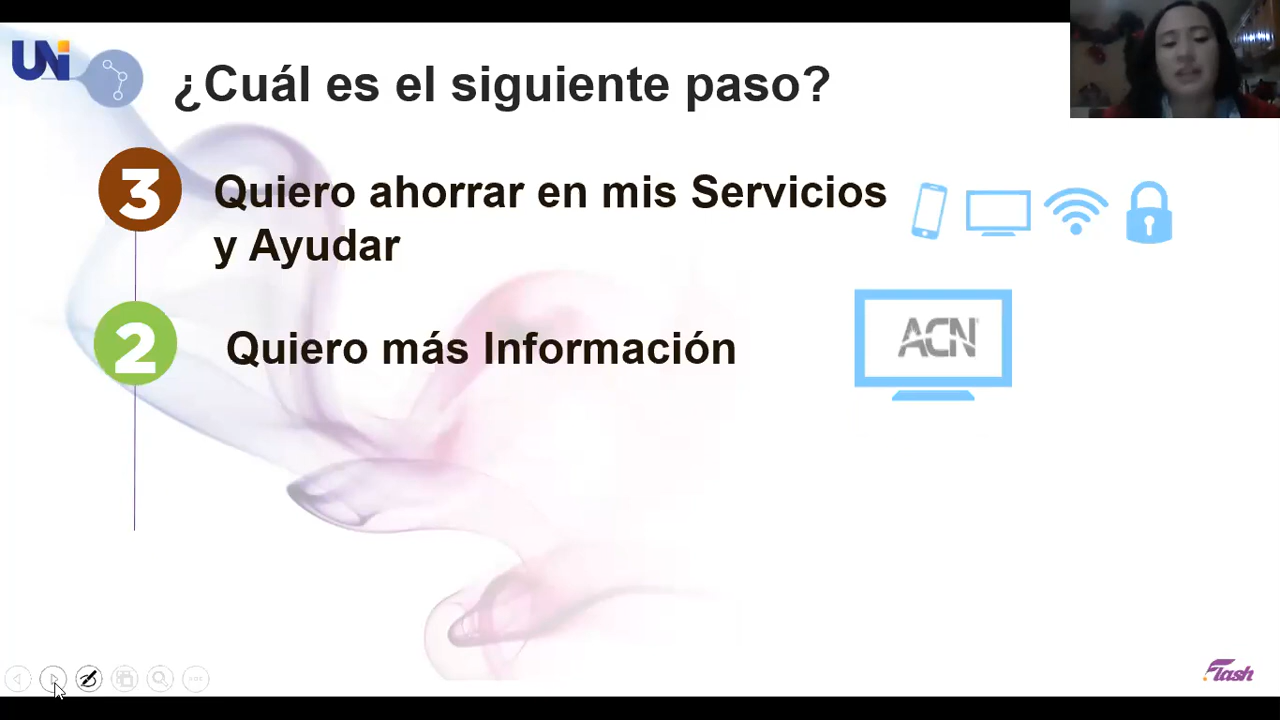 UNi
¿Cuál es el siguiente paso?
3
Quiero ahorrar en mis Servicios
y Ayudar
2
Quiero más Información
ACN
Flash